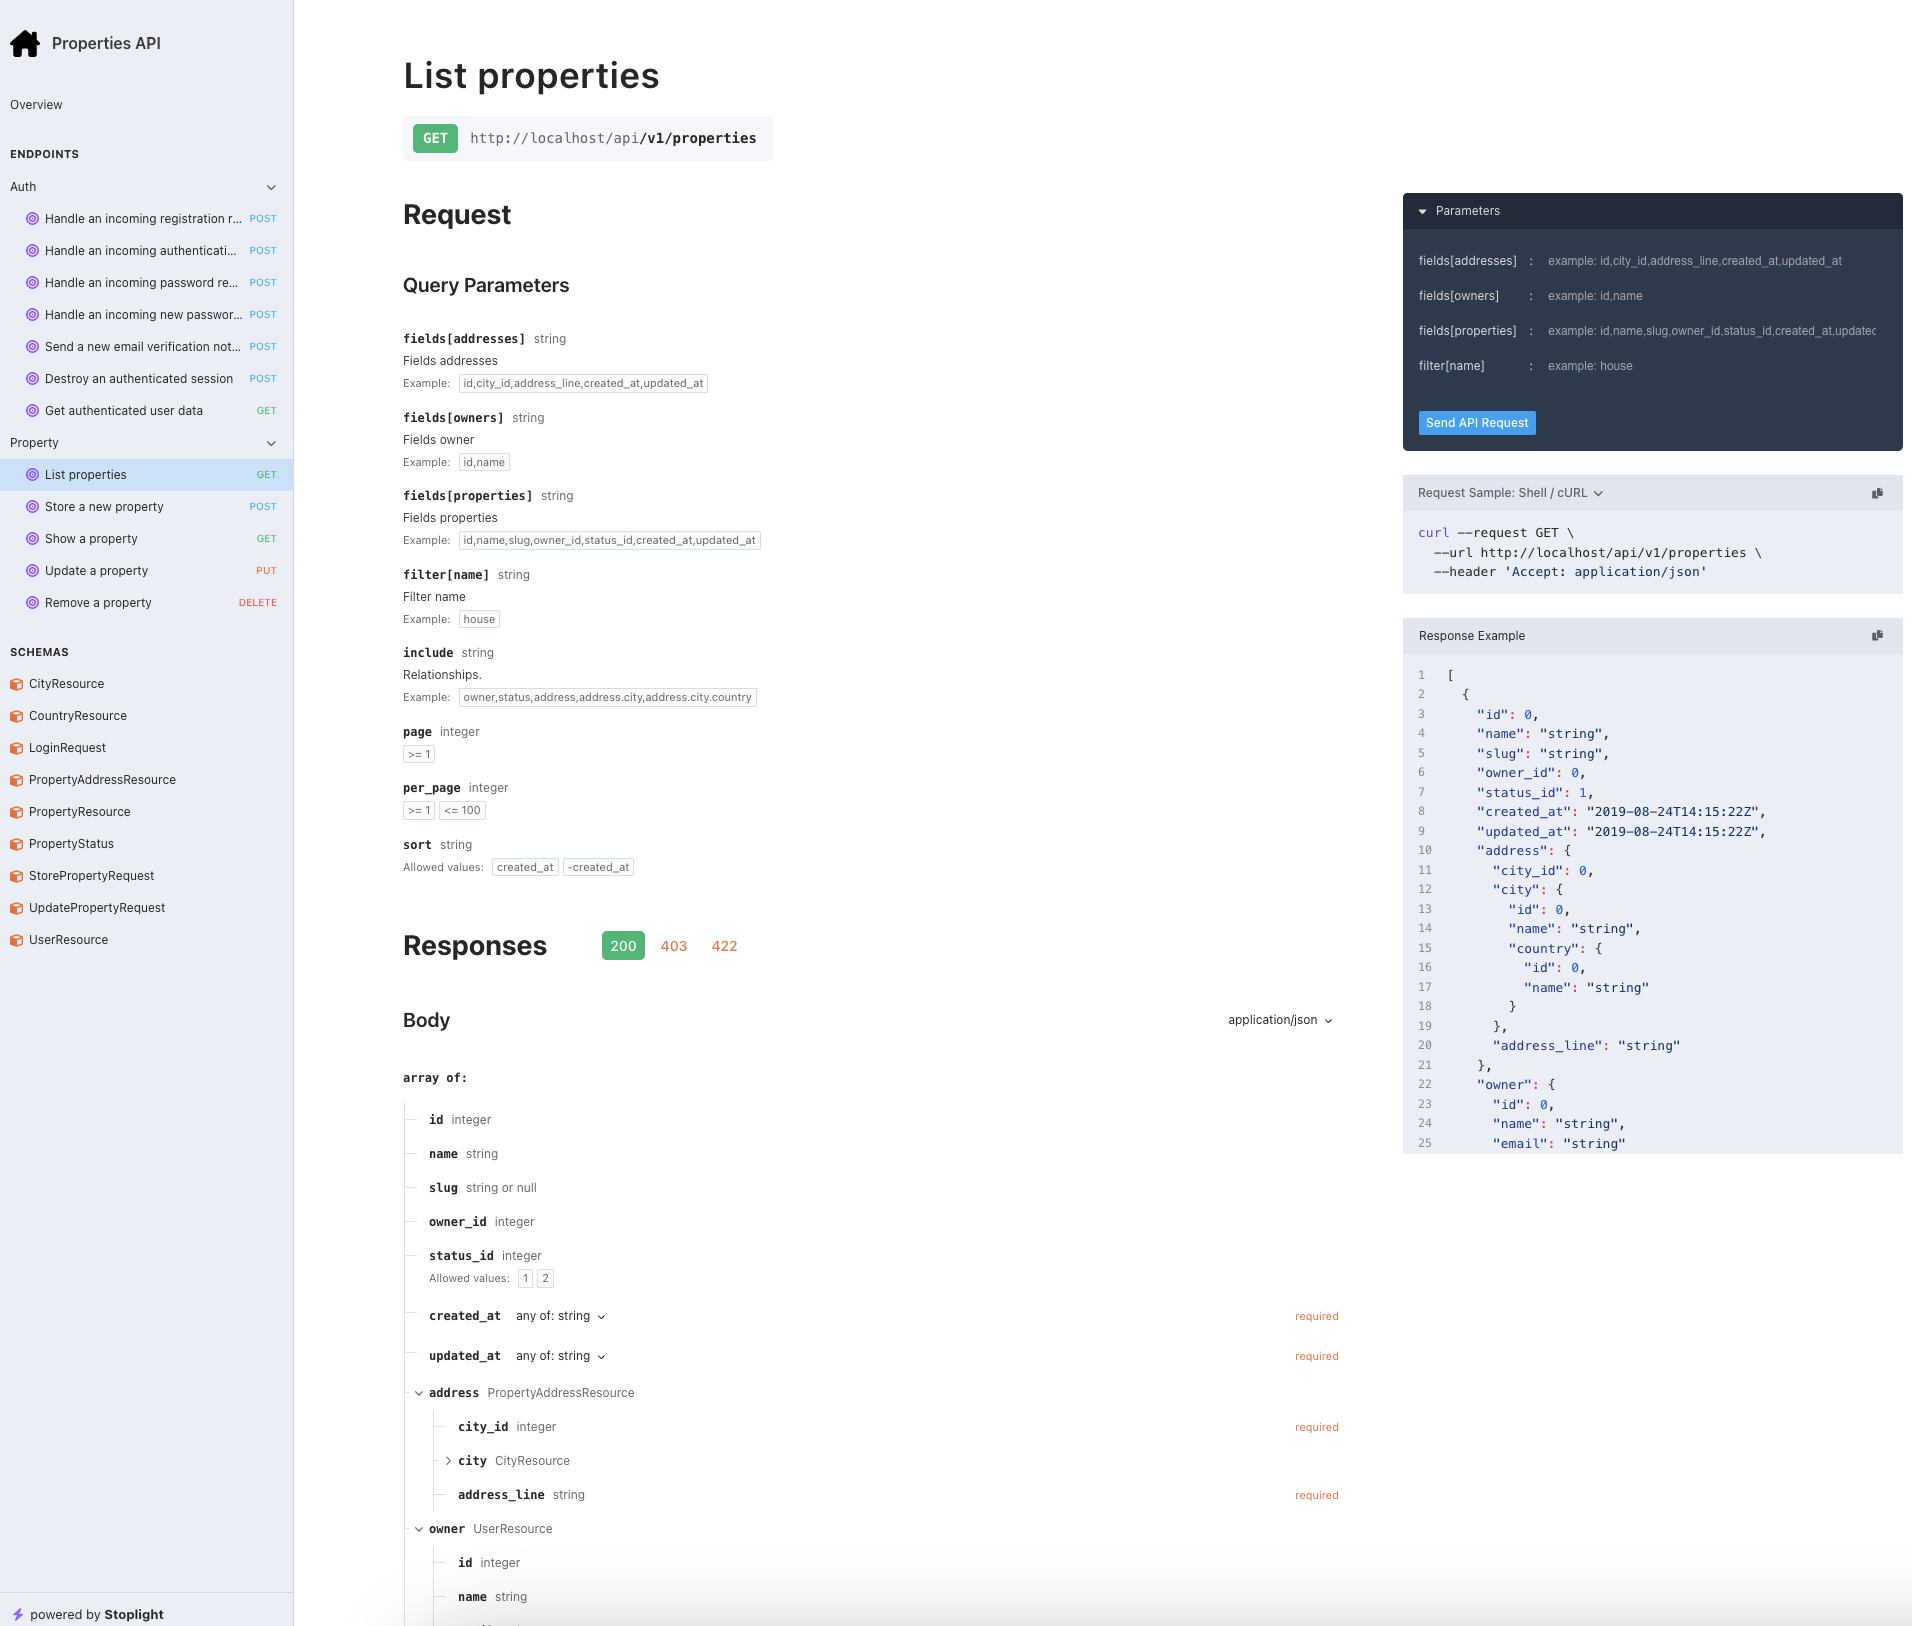 Properties API
Overview
ENDPOINTS
Auth
Handle an incoming registration r... POST
Handle an incoming authenticati... POST
Handle an incoming password re... POST
Handle an incoming new passwor... POST
Send a new email verification not... POST
Destroy an authenticated session POST
Get authenticated user data GET
Property
List properties GET
Store a new property POST
Show a property GET
Update a property PUT
Remove a property DELETE
SCHEMAS
CityResource
CountryResource
LoginRequest
PropertyAddressResource
PropertyResource
PropertyStatus
StorePropertyRequest
UpdatePropertyRequest
UserResource
powered by Stoplight
List properties
GET http://localhost/api/v1/properties
Request
Query Parameters
fields[addresses] string
Fields addresses
Example: id,city_id,address_line,created_at,updated_at
fields[owners] string
Fields owner
Example: id,name
fields[properties] string
Fields properties
Example: id,name,slug,owner_id,status_id,created_at,updated_at
filter[name] string
Filter name
Example: house
include string
Relationships.
Example: owner,status,address,address.city,address.city.country
page integer
>= 1
per_page integer
>= 1 <= 100
sort string
Allowed values: created_at -created_at
Responses 200 403 422
Body application/json
array of:
id integer
name string
slug string or null
owner_id integer
status_id integer
Allowed values: 1 2
created_at any of: string required
updated_at any of: string required
address PropertyAddressResource
city_id integer required
city CityResource
address_line string required
owner UserResource
id integer
name string
Parameters
fields[addresses] : example: id,city_id,address_line,created_at,updated_at
fields[owners] : example: id,name
fields[properties] : example: id,name,slug,owner_id,status_id,created_at,updatec
filter[name] : example: house
Send API Request
Request Sample: Shell / cURL
curl --request GET \
--url http://localhost/api/v1/properties \
--header 'Accept: application/json'
Response Example
1 [
2 {
3 "id": 0,
4 "name": "string",
5 "slug": "string",
6 "owner_id": 0,
7 "status_id": 1,
8 "created_at": "2019-08-24T14:15:22Z",
9 "updated_at": "2019-08-24T14:15:22Z",
10 "address": {
11 "city_id": 0,
12 "city": {
13 "id": 0,
14 "name": "string",
15 "country": {
16 "id": 0,
17 "name": "string"
18 }
19 },
20 "address_line": "string"
21 },
22 "owner": {
23 "id": 0,
24 "name": "string",
25 "email": "string"